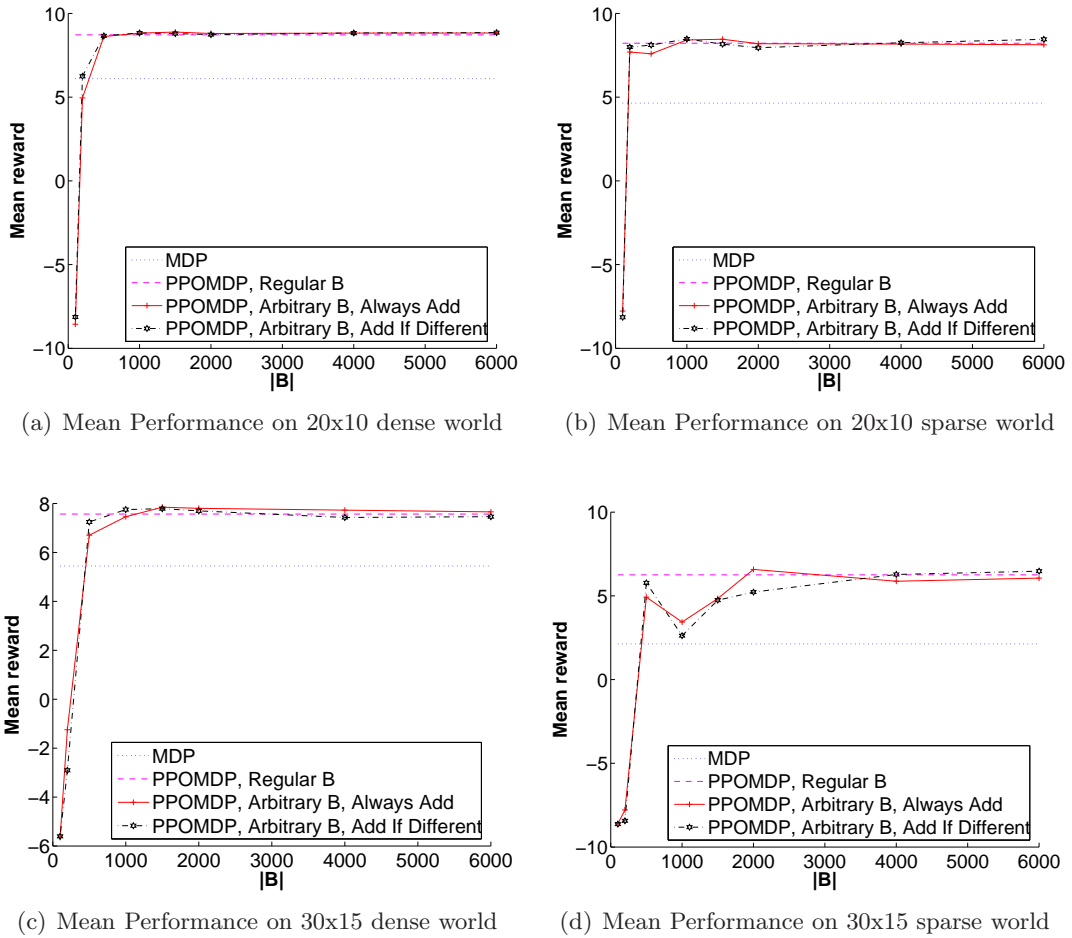 10
5
0
−5
−10
Mean reward
MDP
PPOMDP, Regular B
PPOMDP, Arbitrary B, Always Add
PPOMDP, Arbitrary B, Add If Different
0 1000 2000 3000 4000 5000 6000
|B|
(a) Mean Performance on 20x10 dense world
10
5
0
−5
−10
Mean reward
MDP
PPOMDP, Regular B
PPOMDP, Arbitrary B, Always Add
PPOMDP, Arbitrary B, Add If Different
0 1000 2000 3000 4000 5000 6000
|B|
(b) Mean Performance on 20x10 sparse world
8
6
4
2
0
−2
−4
−6
Mean reward
MDP
PPOMDP, Regular B
PPOMDP, Arbitrary B, Always Add
PPOMDP, Arbitrary B, Add If Different
0 1000 2000 3000 4000 5000 6000
|B|
(c) Mean Performance on 30x15 dense world
10
5
0
−5
−10
Mean reward
MDP
PPOMDP, Regular B
PPOMDP, Arbitrary B, Always Add
PPOMDP, Arbitrary B, Add If Different
0 1000 2000 3000 4000 5000 6000
|B|
(d) Mean Performance on 30x15 sparse world